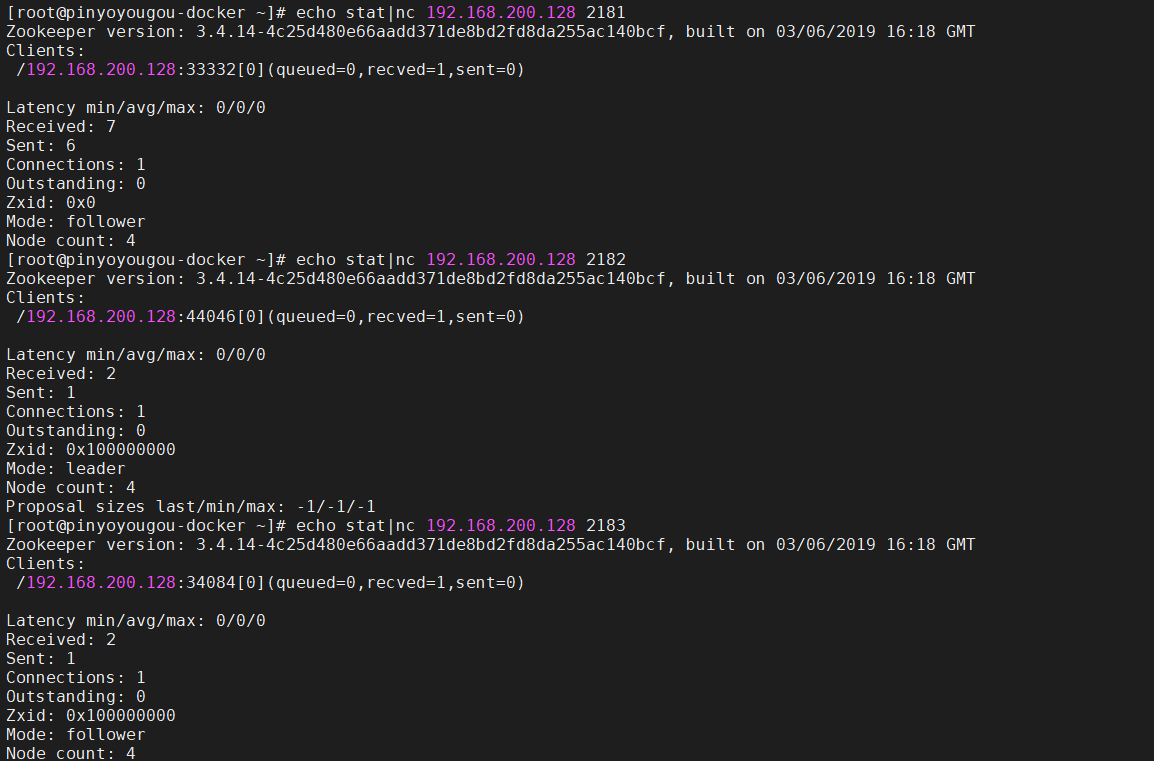 [root@pinyoyougou-docker ~]# echo stat|nc 192.168.200.128 2181
Zookeeper version: 3.4.14-4c25d480e66aadd371de8bd2fd8da255ac140bcf, built on 03/06/2019 16:18 GMT
Clients:
 /192.168.200.128:33332[0](queued=0,recved=1,sent=0)

Latency min/avg/max: 0/0/0
Received: 7
Sent: 6
Connections: 1
Outstanding: 0
Zxid: 0x0
Mode: follower
Node count: 4
[root@pinyoyougou-docker ~]# echo stat|nc 192.168.200.128 2182
Zookeeper version: 3.4.14-4c25d480e66aadd371de8bd2fd8da255ac140bcf, built on 03/06/2019 16:18 GMT
Clients:
 /192.168.200.128:44046[0](queued=0,recved=1,sent=0)

Latency min/avg/max: 0/0/0
Received: 2
Sent: 1
Connections: 1
Outstanding: 0
Zxid: 0x100000000
Mode: leader
Node count: 4
Proposal sizes last/min/max: -1/-1/-1
[root@pinyoyougou-docker ~]# echo stat|nc 192.168.200.128 2183
Zookeeper version: 3.4.14-4c25d480e66aadd371de8bd2fd8da255ac140bcf, built on 03/06/2019 16:18 GMT
Clients:
 /192.168.200.128:34084[0](queued=0,recved=1,sent=0)

Latency min/avg/max: 0/0/0
Received: 2
Sent: 1
Connections: 1
Outstanding: 0
Zxid: 0x100000000
Mode: follower
Node count: 4